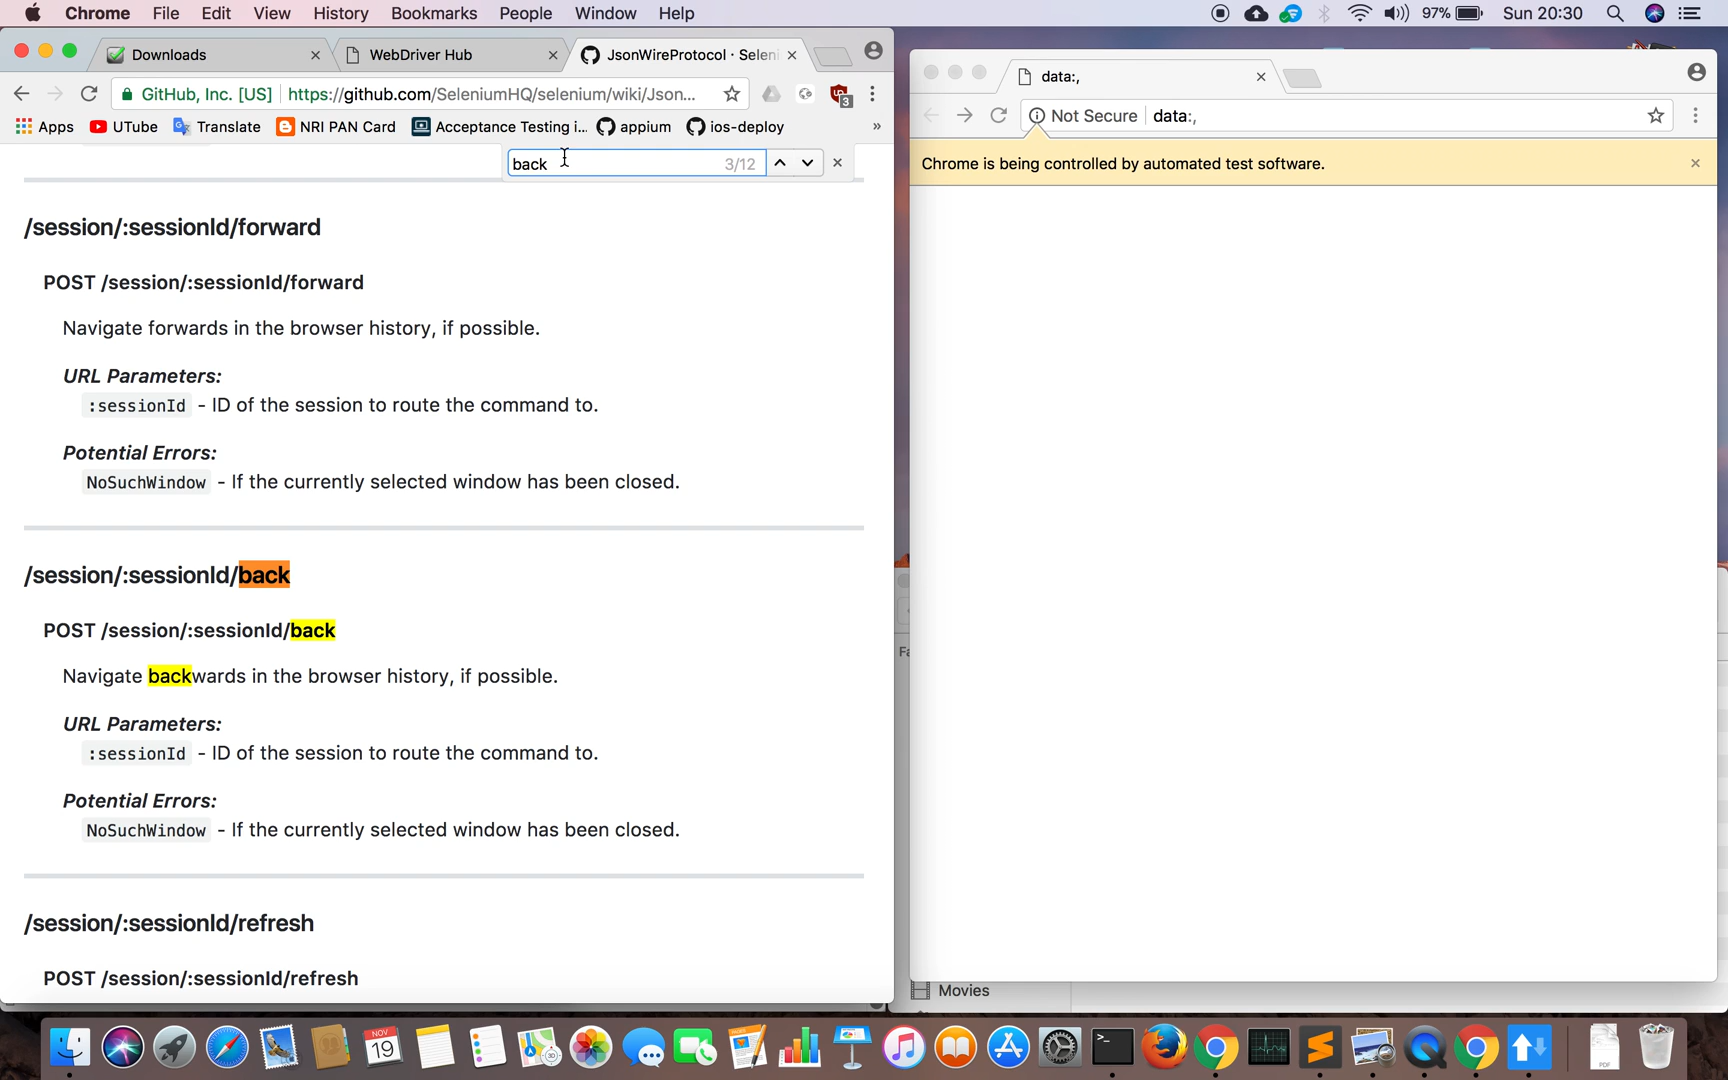 Chrome File Edit View History Bookmarks People Window Help 97% Sun 20:30
Downloads WebDriver Hub JsonWireProtocol · Seleni
GitHub, Inc. [US] https://github.com/SeleniumHQ/selenium/wiki/Json... 3
Apps UTube Translate NRI PAN Card Acceptance Testing i... appium ios-deploy »
back 3/12
/session/:sessionId/forward
POST /session/:sessionId/forward
Navigate forwards in the browser history, if possible.
URL Parameters:
:sessionId - ID of the session to route the command to.
Potential Errors:
NoSuchWindow - If the currently selected window has been closed.
/session/:sessionId/back
POST /session/:sessionId/back
Navigate backwards in the browser history, if possible.
URL Parameters:
:sessionId - ID of the session to route the command to.
Potential Errors:
NoSuchWindow - If the currently selected window has been closed.
/session/:sessionId/refresh
POST /session/:sessionId/refresh
data:,
Not Secure data:,
Chrome is being controlled by automated test software.
Fa
Movies
NOV
19
PDF